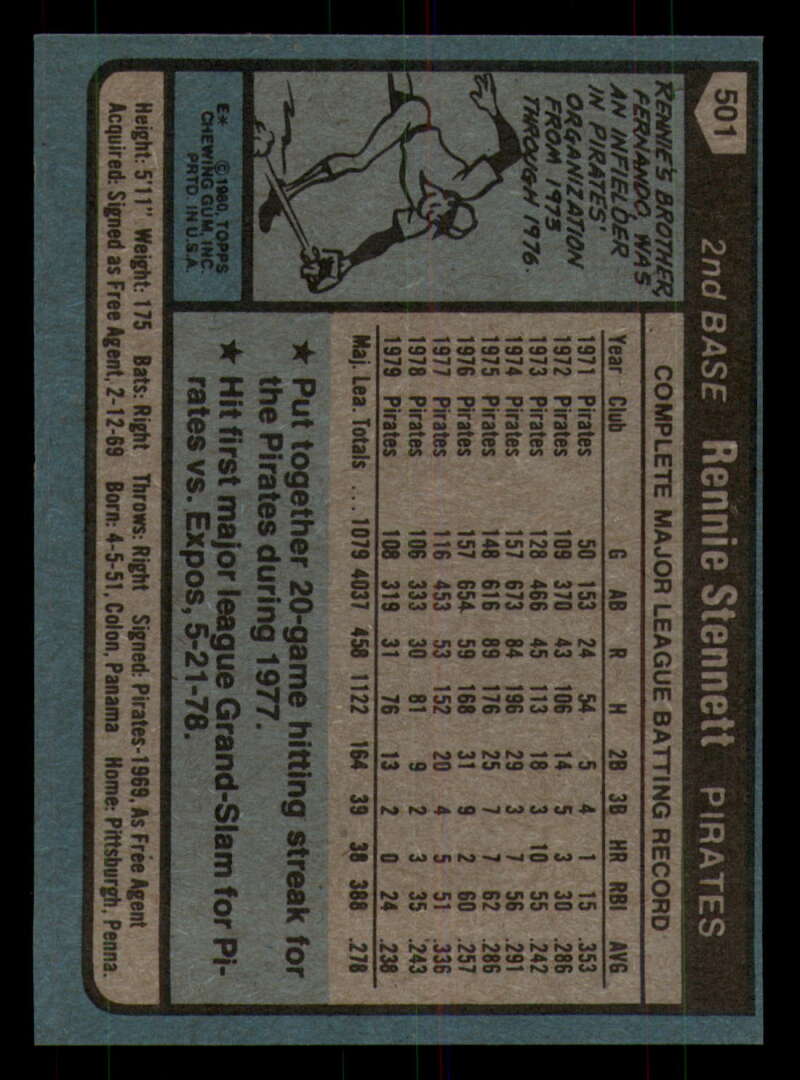 501
2nd BASE Rennie Stennett PIRATES
RENNIE'S BROTHER,
FERNANDO, WAS
AN INFIELDER
IN PIRATES'
ORGANIZATION
FROM 1973
THROUGH 1976.
E* ©1980, TOPPS
CHEWING GUM, INC.
PRTD. IN U.S.A.
COMPLETE MAJOR LEAGUE BATTING RECORD
Year Club G AB R H 2B 3B HR RBI AVG
1971 Pirates 50 153 24 54 5 4 1 15 .353
1972 Pirates 109 370 43 106 14 5 3 30 .286
1973 Pirates 128 466 45 113 18 3 10 55 .242
1974 Pirates 157 673 84 196 29 3 7 56 .291
1975 Pirates 148 616 89 176 25 7 7 62 .286
1976 Pirates 157 654 59 168 31 9 2 60 .257
1977 Pirates 116 453 53 152 20 4 5 51 .336
1978 Pirates 106 333 30 81 9 2 3 35 .243
1979 Pirates 108 319 31 76 13 2 0 24 .238
Maj. Lea. Totals ... 1079 4037 458 1122 164 39 38 388 .278
★ Put together 20-game hitting streak for
the Pirates during 1977.
★ Hit first major league Grand-Slam for Pi-
rates vs. Expos, 5-21-78.
Height: 5'11" Weight: 175 Bats: Right Throws: Right Signed: Pirates-1969, As Free Agent
Acquired: Signed as Free Agent, 2-12-69 Born: 4-5-51, Colon, Panama Home: Pittsburgh, Penna.